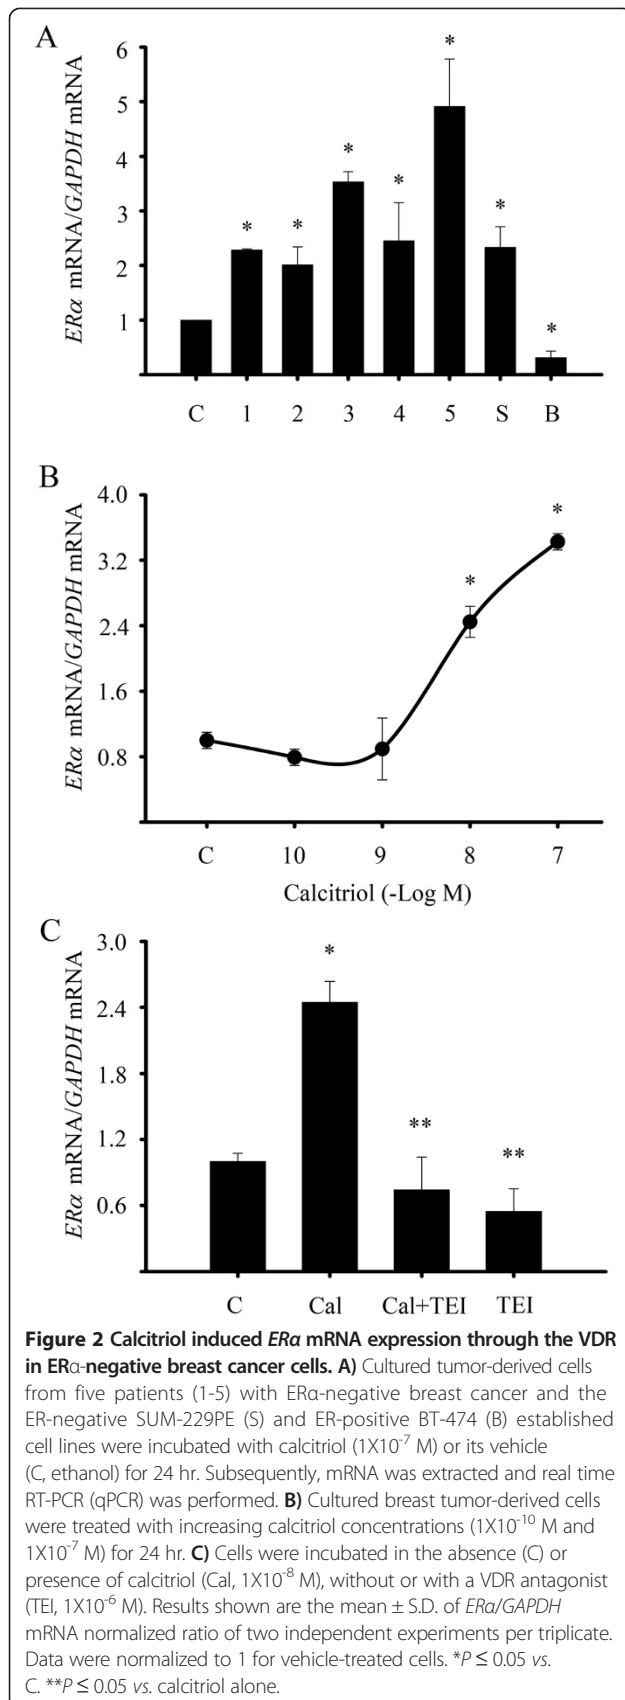 A
ERα mRNA/GAPDH mRNA
6
5
4
3
2
1
*
*
*
*
*
*
*
C 1 2 3 4 5 S B
B
ERα mRNA/GAPDH mRNA
4.0
3.2
2.4
1.6
0.8
*
*
C 10 9 8 7
Calcitriol (-Log M)
C
ERα mRNA/GAPDH mRNA
3.0
2.4
1.8
1.2
0.6
*
**
**
C Cal Cal+TEI TEI
Figure 2 Calcitriol induced ERα mRNA expression through the VDR
in ERα-negative breast cancer cells. A) Cultured tumor-derived cells
from five patients (1-5) with ERα-negative breast cancer and the
ER-negative SUM-229PE (S) and ER-positive BT-474 (B) established
cell lines were incubated with calcitriol (1X10⁻⁷ M) or its vehicle
(C, ethanol) for 24 hr. Subsequently, mRNA was extracted and real time
RT-PCR (qPCR) was performed. B) Cultured breast tumor-derived cells
were treated with increasing calcitriol concentrations (1X10⁻¹⁰ M and
1X10⁻⁷ M) for 24 hr. C) Cells were incubated in the absence (C) or
presence of calcitriol (Cal, 1X10⁻⁸ M), without or with a VDR antagonist
(TEI, 1X10⁻⁶ M). Results shown are the mean ± S.D. of ERα/GAPDH
mRNA normalized ratio of two independent experiments per triplicate.
Data were normalized to 1 for vehicle-treated cells. *P ≤ 0.05 vs.
C. **P ≤ 0.05 vs. calcitriol alone.